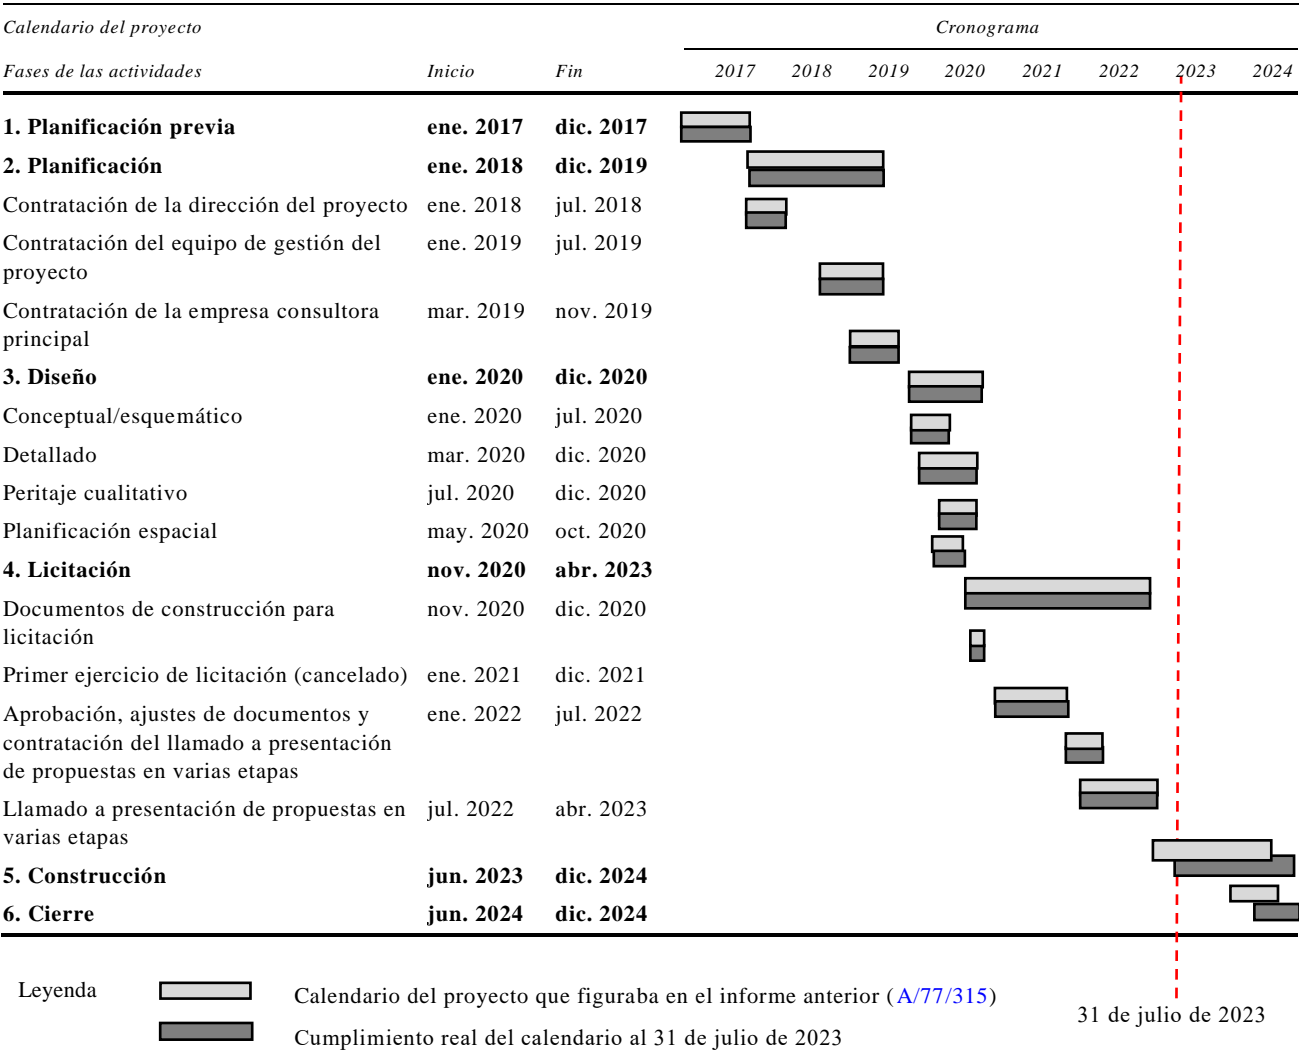 Calendario del proyecto Cronograma
Fases de las actividades Inicio Fin 2017 2018 2019 2020 2021 2022 2023 2024
1. Planificación previa ene. 2017 dic. 2017
2. Planificación ene. 2018 dic. 2019
Contratación de la dirección del proyecto ene. 2018 jul. 2018
Contratación del equipo de gestión del ene. 2019 jul. 2019
proyecto
Contratación de la empresa consultora mar. 2019 nov. 2019
principal
3. Diseño ene. 2020 dic. 2020
Conceptual/esquemático ene. 2020 jul. 2020
Detallado mar. 2020 dic. 2020
Peritaje cualitativo jul. 2020 dic. 2020
Planificación espacial may. 2020 oct. 2020
4. Licitación nov. 2020 abr. 2023
Documentos de construcción para nov. 2020 dic. 2020
licitación
Primer ejercicio de licitación (cancelado) ene. 2021 dic. 2021
Aprobación, ajustes de documentos y ene. 2022 jul. 2022
contratación del llamado a presentación
de propuestas en varias etapas
Llamado a presentación de propuestas en jul. 2022 abr. 2023
varias etapas
5. Construcción jun. 2023 dic. 2024
6. Cierre jun. 2024 dic. 2024
Leyenda Calendario del proyecto que figuraba en el informe anterior (A/77/315)
31 de julio de 2023
Cumplimiento real del calendario al 31 de julio de 2023